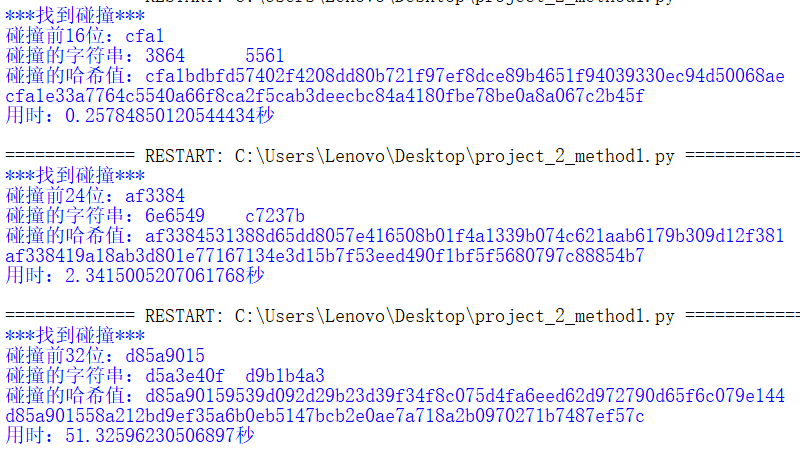 RESTART: C:\Users\Lenovo\Desktop\project_2_method1.py
***找到碰撞***
碰撞前16位：cfa1
碰撞的字符串：3864 5561
碰撞的哈希值：cfa1bdbfd57402f4208dd80b721f97ef8dce89b4651f94039330ec94d50068ae
cfa1e33a7764c5540a66f8ca2f5cab3deecbc84a4180fbe78be0a8a067c2b45f
用时：0.25784850120544434秒
============= RESTART: C:\Users\Lenovo\Desktop\project_2_method1.py ============
***找到碰撞***
碰撞前24位：af3384
碰撞的字符串：6e6549 c7237b
碰撞的哈希值：af3384531388d65dd8057e416508b01f4a1339b074c621aab6179b309d12f381
af338419a18ab3d801e77167134e3d15b7f53eed490f1bf5f5680797c88854b7
用时：2.3415005207061768秒
============= RESTART: C:\Users\Lenovo\Desktop\project_2_method1.py ============
***找到碰撞***
碰撞前32位：d85a9015
碰撞的字符串：d5a3e40f d9b1b4a3
碰撞的哈希值：d85a90159539d092d29b23d39f34f8c075d4fa6eed62d972790d65f6c079e144
d85a901558a212bd9ef35a6b0eb5147bcb2e0ae7a718a2b0970271b7487ef57c
用时：51.32596230506897秒